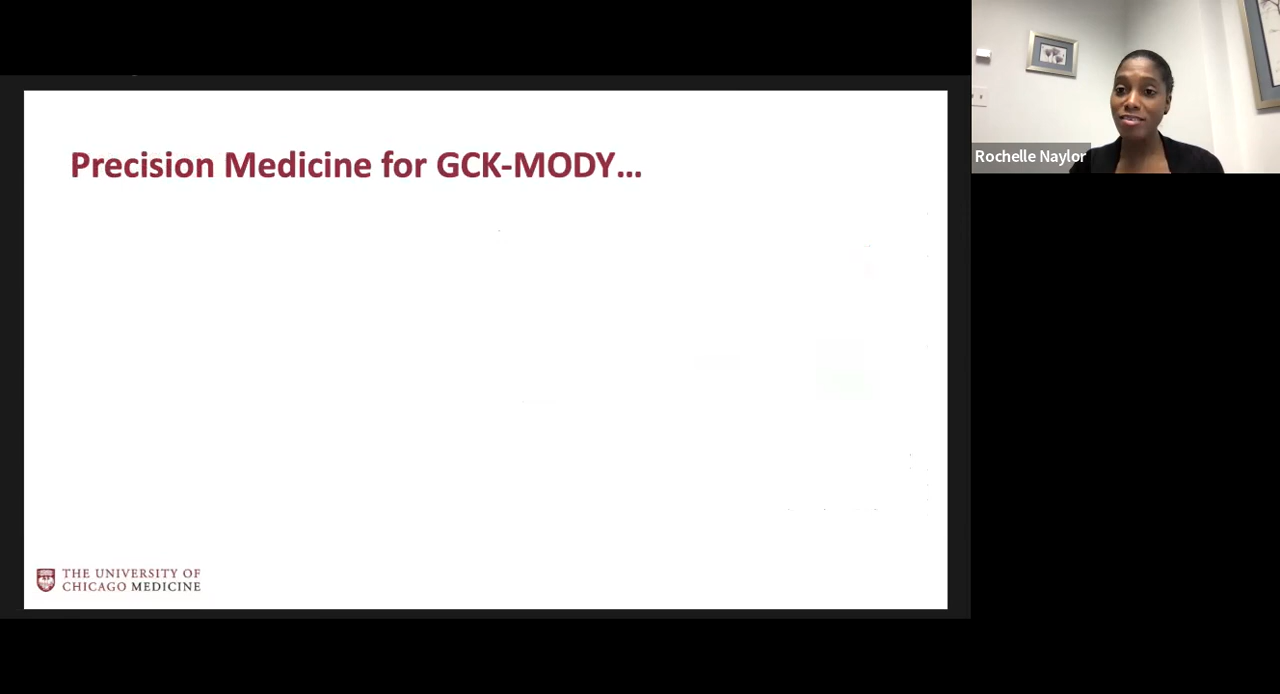 Precision Medicine for GCK-MODY...
Rochelle Naylor
THE UNIVERSITY OF
CHICAGO MEDICINE